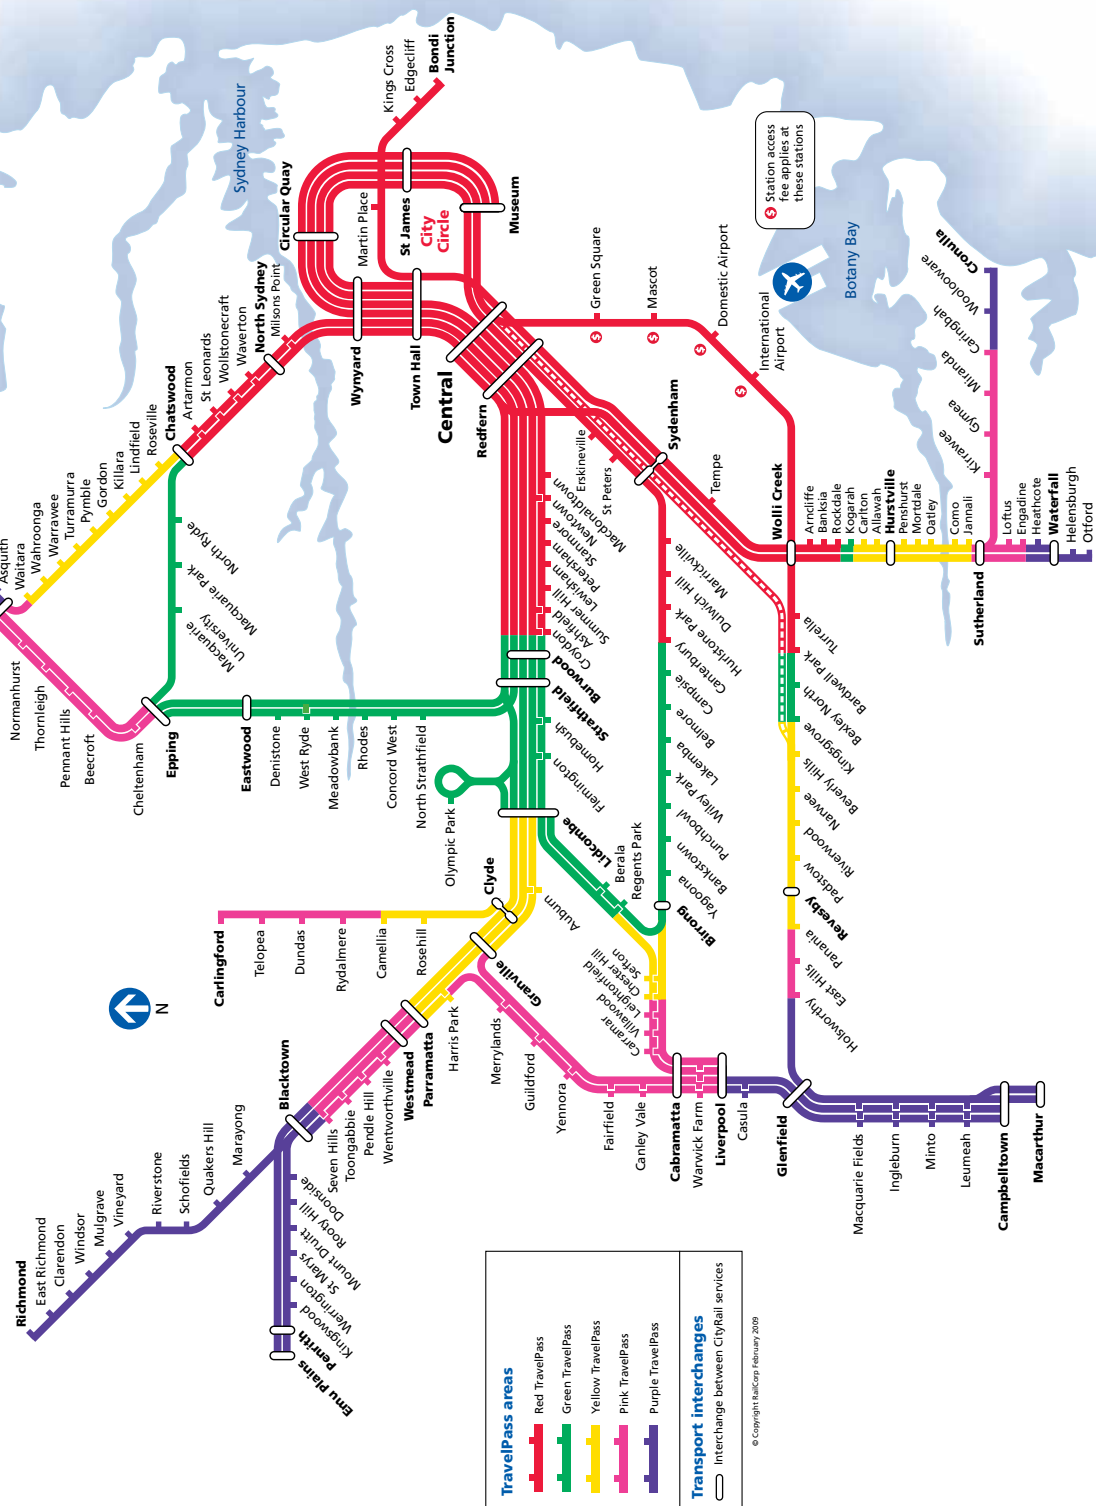 Asquith
Waitara
Wahroonga
Warrawee
Turramurra
Pymble
Gordon
Killara
Lindfield
Roseville
Chatswood
Artarmon
St Leonards
Wollstonecraft
Waverton
North Sydney
Milsons Point
Sydney Harbour
Circular Quay
Wynyard
Martin Place
St James
City
Circle
Museum
Kings Cross
Edgecliff
Bondi
Junction
Town Hall
Central
Redfern
Normanhurst
Thornleigh
Pennant Hills
Beecroft
Cheltenham
Epping
Macquarie
University
Macquarie Park
North Ryde
Eastwood
Denistone
West Ryde
Meadowbank
Rhodes
Concord West
North Strathfield
Olympic Park
Strathfield
Burwood
Croydon
Ashfield
Summer Hill
Lewisham
Petersham
Stanmore
Newtown
Macdonaldtown
Homebush
Flemington
Lidcombe
Berala
Regents Park
Auburn
Clyde
Carlingford
Telopea
Dundas
Rydalmere
Camellia
Rosehill
Granville
Harris Park
Parramatta
Westmead
Wentworthville
Pendle Hill
Toongabbie
Seven Hills
Blacktown
Marayong
Quakers Hill
Schofields
Riverstone
Vineyard
Mulgrave
Windsor
Clarendon
East Richmond
Richmond
Doonside
Rooty Hill
Mount Druitt
St Marys
Werrington
Kingswood
Penrith
Emu Plains
N
Merrylands
Guildford
Yennora
Fairfield
Canley Vale
Cabramatta
Warwick Farm
Liverpool
Casula
Glenfield
Macquarie Fields
Ingleburn
Minto
Leumeah
Campbelltown
Macarthur
Sefton
Chester Hill
Leightonfield
Villawood
Carramar
Birrong
Yagoona
Bankstown
Punchbowl
Wiley Park
Lakemba
Belmore
Campsie
Canterbury
Hurlstone Park
Dulwich Hill
Marrickville
Erskineville
St Peters
Sydenham
Tempe
Wolli Creek
Green Square
Mascot
Domestic Airport
International
Airport
$
$
$
$
$ Station access
fee applies at
these stations
Botany Bay
Turrella
Bardwell Park
Bexley North
Kingsgrove
Beverly Hills
Narwee
Riverwood
Padstow
Revesby
Panania
East Hills
Holsworthy
Arncliffe
Banksia
Rockdale
Kogarah
Carlton
Allawah
Hurstville
Penshurst
Mortdale
Oatley
Como
Jannali
Sutherland
Loftus
Engadine
Heathcote
Waterfall
Helensburgh
Otford
Kirrawee
Gymea
Miranda
Caringbah
Woolooware
Cronulla
TravelPass areas
Red TravelPass
Green TravelPass
Yellow TravelPass
Pink TravelPass
Purple TravelPass
Transport interchanges
Interchange between CityRail services
© Copyright RailCorp February 2009